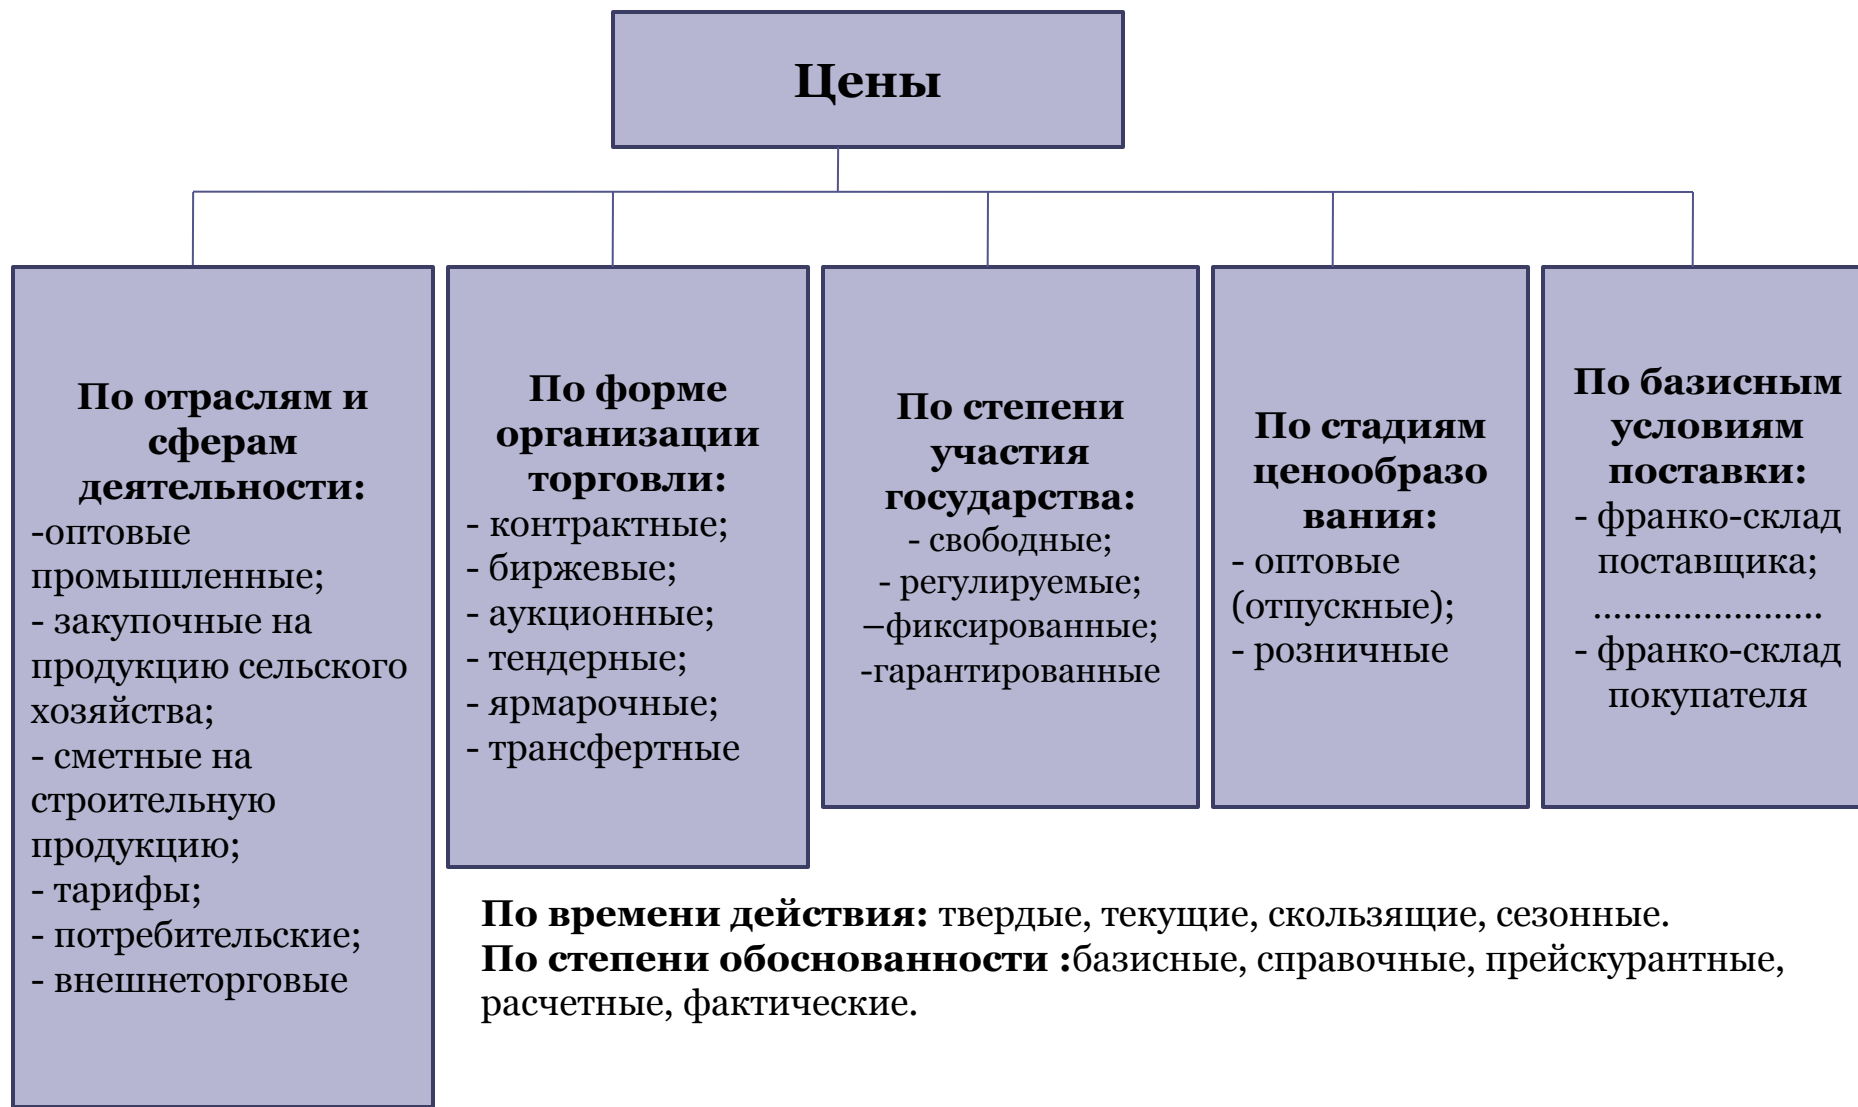 Цены
По отраслям и
сферам
деятельности:
-оптовые
промышленные;
- закупочные на
продукцию сельского
хозяйства;
- сметные на
строительную
продукцию;
- тарифы;
- потребительские;
- внешнеторговые
По форме
организации
торговли:
- контрактные;
- биржевые;
- аукционные;
- тендерные;
- ярмарочные;
- трансфертные
По степени
участия
государства:
- свободные;
- регулируемые;
–фиксированные;
-гарантированные
По стадиям
ценообразо
вания:
- оптовые
(отпускные);
- розничные
По базисным
условиям
поставки:
- франко-склад
поставщика;
.......................
- франко-склад
покупателя
По времени действия: твердые, текущие, скользящие, сезонные.
По степени обоснованности :базисные, справочные, прейскурантные,
расчетные, фактические.